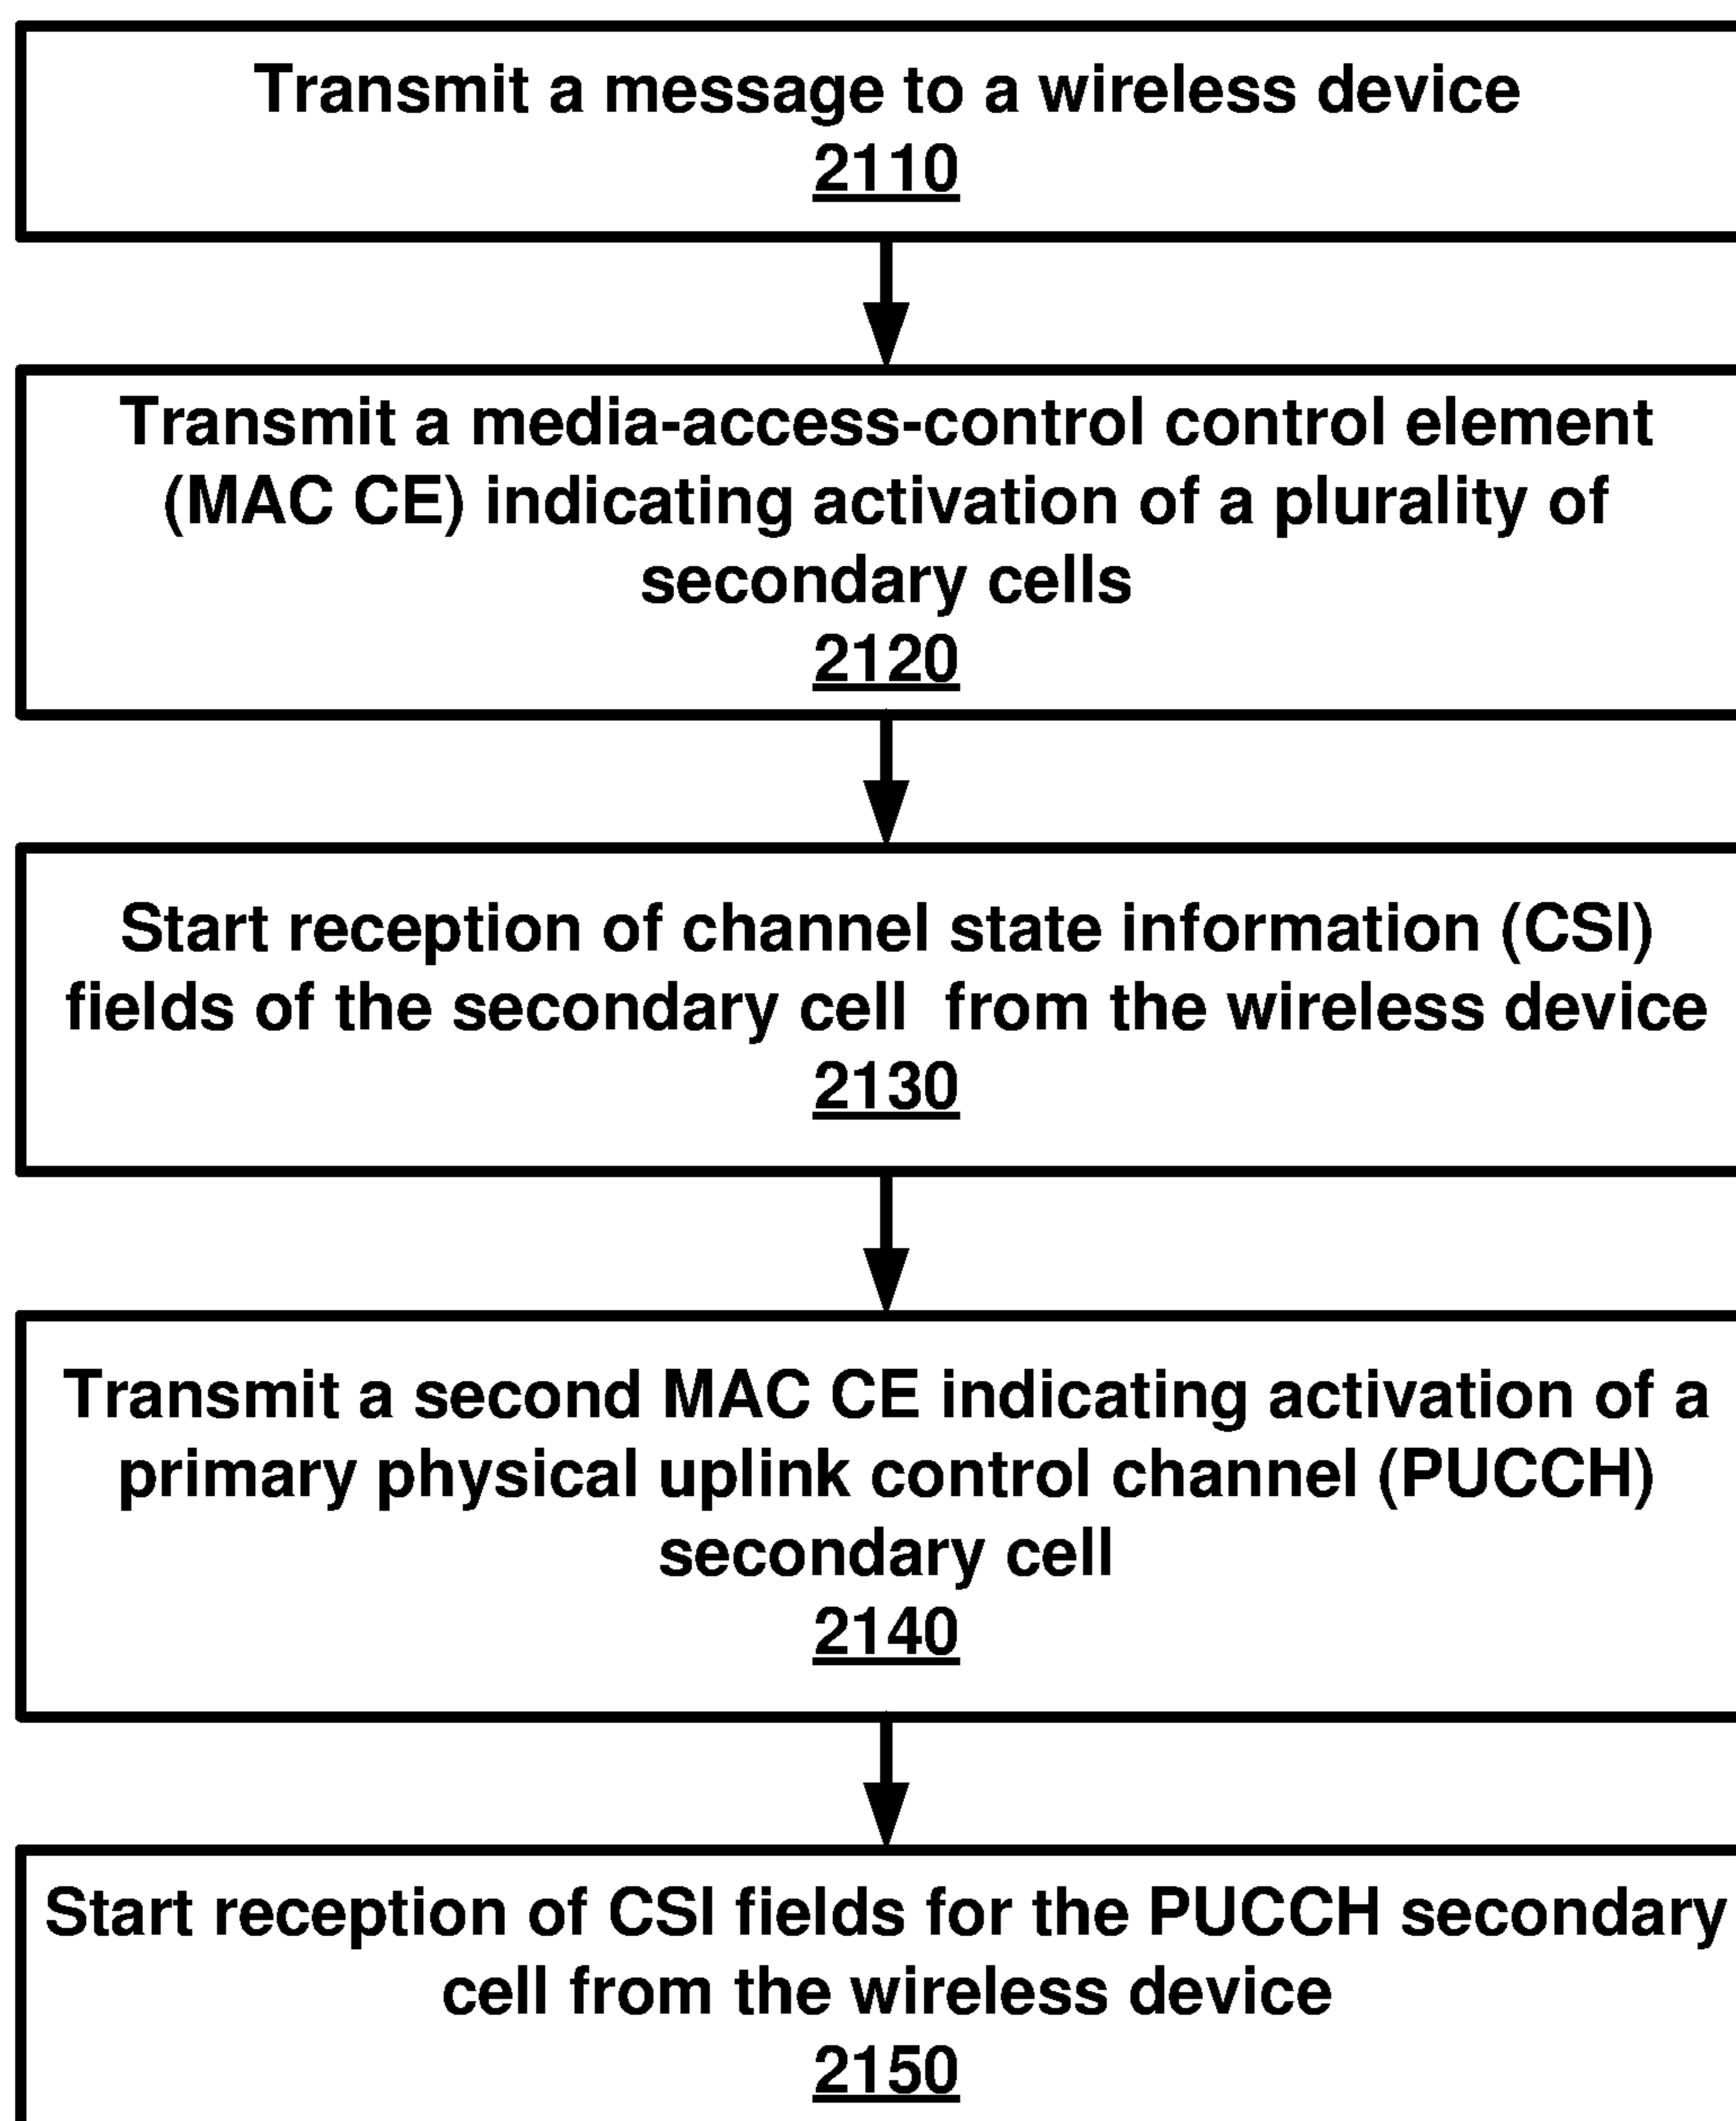 Transmit a message to a wireless device
2110
Transmit a media-access-control control element
(MAC CE) indicating activation of a plurality of
secondary cells
2120
Start reception of channel state information (CSI)
fields of the secondary cell from the wireless device
2130
Transmit a second MAC CE indicating activation of a
primary physical uplink control channel (PUCCH)
secondary cell
2140
Start reception of CSI fields for the PUCCH secondary
cell from the wireless device
2150